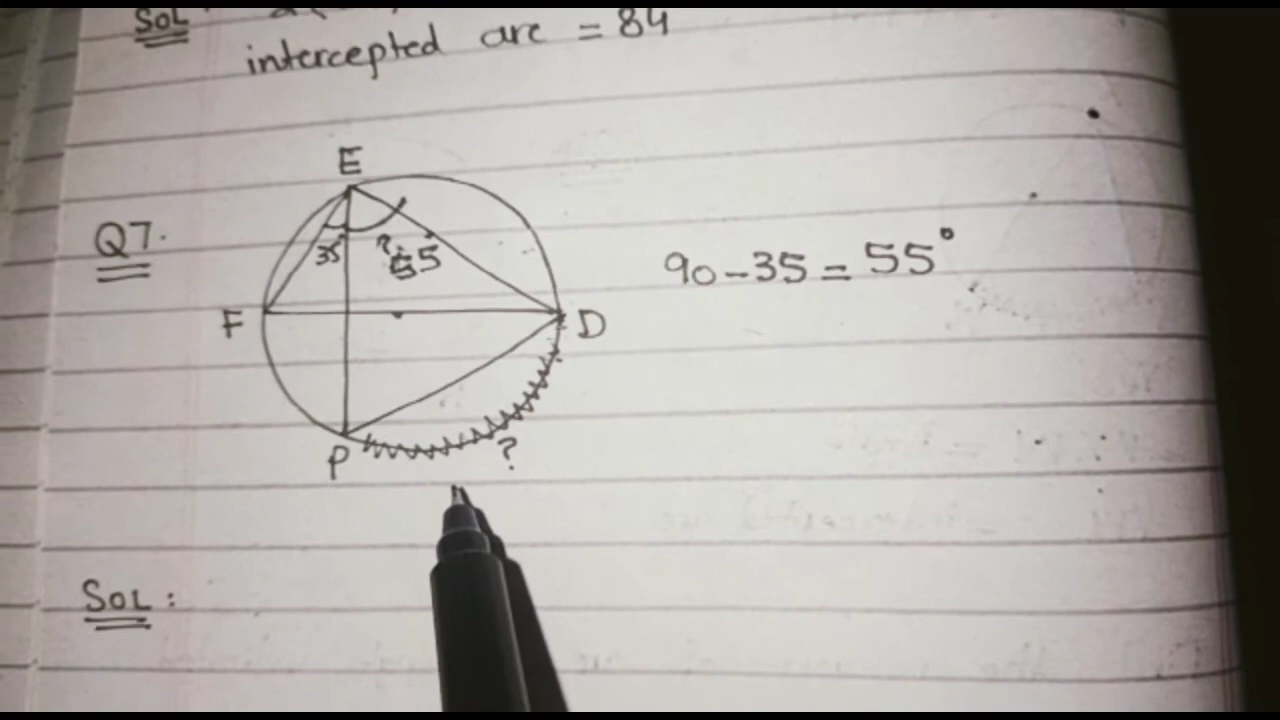 SOL:
intercepted arc = 84
E
Q7.
35° ?=55
90-35=55°
F
D
P
?
SOL: